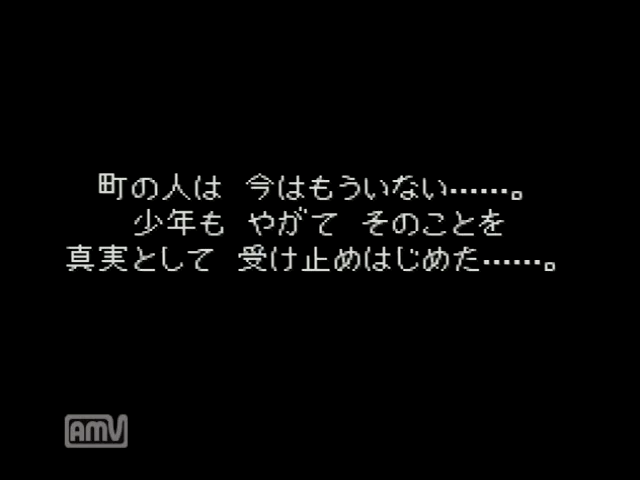 町の人は 今はもういない……。
少年も やがて そのことを
真実として 受け止めはじめた……。
AMV